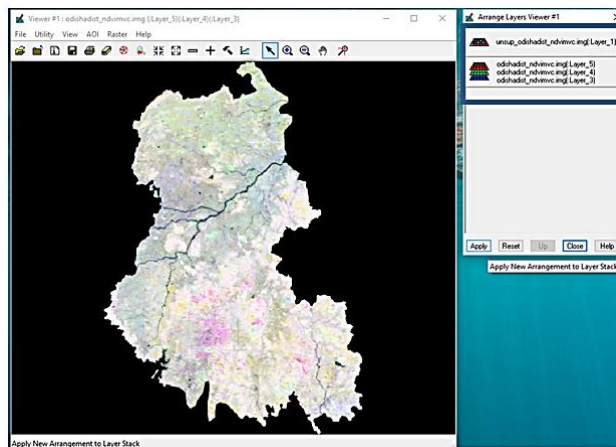 Viewer #1 : odishadist_ndvimvc.img(:Layer_5)(:Layer_4)(:Layer_3)
File Utility View AOI Raster Help
Apply New Arrangement to Layer Stack
Arrange Layers Viewer #1
unsup_odishadist_ndvimvc.img(:Layer_1)
odishadist_ndvimvc.img(:Layer_5)
odishadist_ndvimvc.img(:Layer_4)
odishadist_ndvimvc.img(:Layer_3)
Apply Reset Up Close Help
Apply New Arrangement to Layer Stack